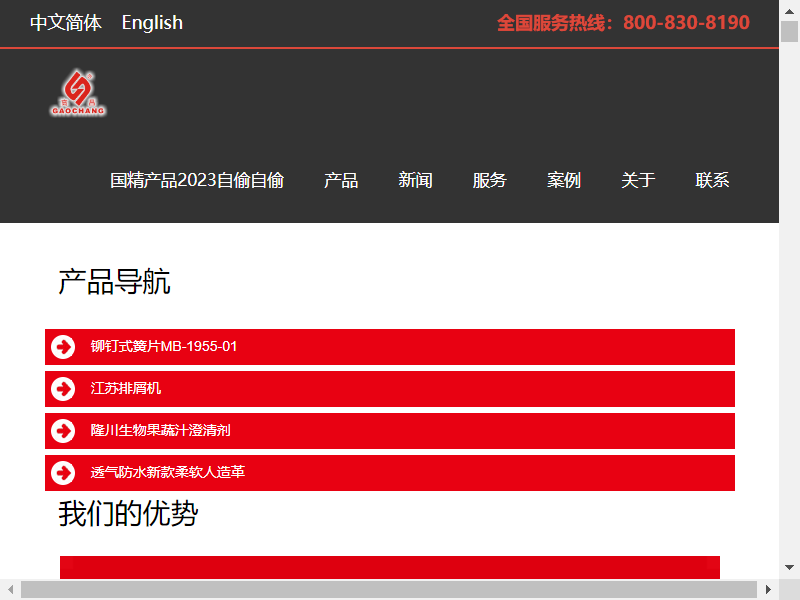 中文简体 English 全国服务热线：800-830-8190
GAOCHANG
国精产品2023自偷自偷 产品 新闻 服务 案例 关于 联系
产品导航
铆钉式簧片MB-1955-01
江苏排屑机
隆川生物果蔬汁澄清剂
透气防水新款柔软人造革
我们的优势